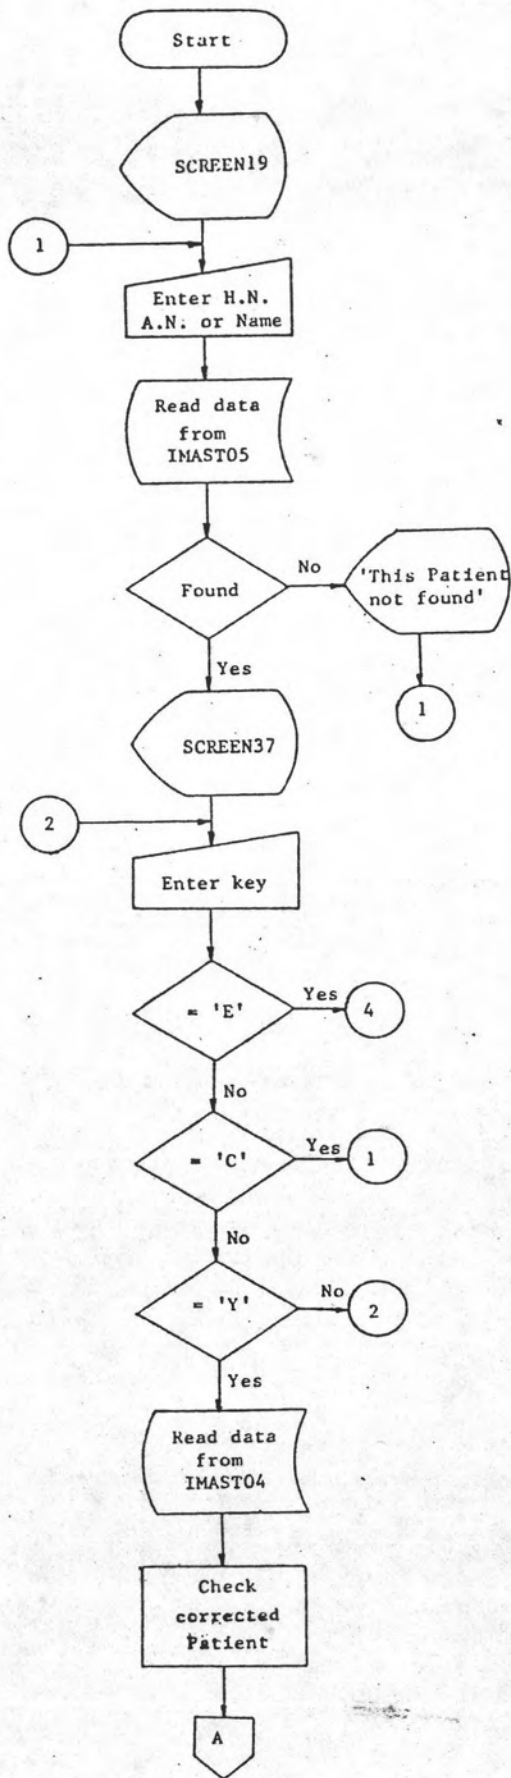 Start
SCREEN19
1
Enter H.N.
A.N. or Name
Read data
from
IMAST05
Found
No
'This Patient
not found'
1
Yes
SCREEN37
2
Enter key
= 'E'
Yes
4
No
= 'C'
Yes
1
No
= 'Y'
No
2
Yes
Read data
from
IMAST04
Check
corrected
Patient
A